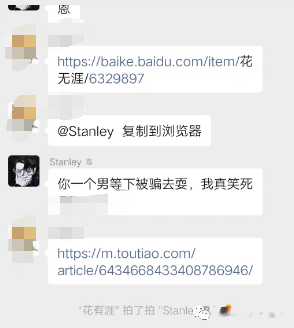 恩
https://baike.baidu.com/item/花
无涯/6329897
@Stanley 复制到浏览器
Stanley
你一个男等下被骗去耍，我真笑死
https://m.toutiao.com/
article/6434668433408786946/
"花有涯" 拍了拍 "Stanley